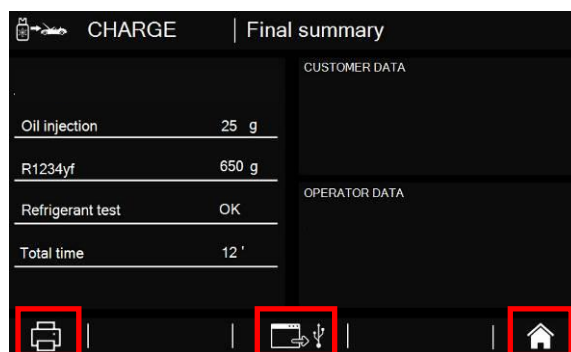 CHARGE | Final summary
Oil injection 25 g
R1234yf 650 g
Refrigerant test OK
Total time 12 '
CUSTOMER DATA
OPERATOR DATA